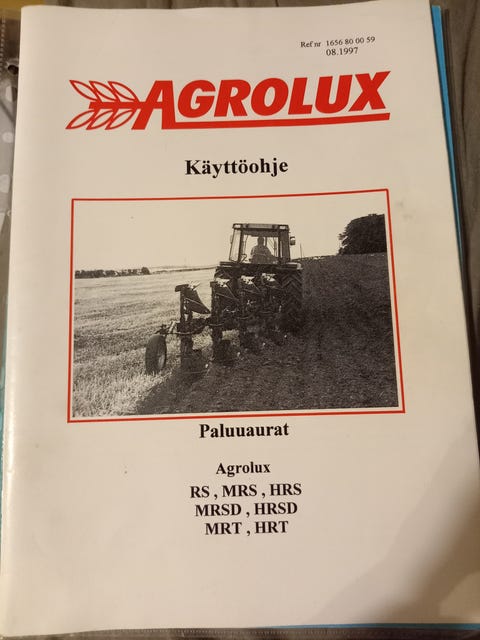 Ref nr 1656 80 00 59
08.1997
AGROLUX
Käyttöohje
Paluuaurat
Agrolux
RS , MRS , HRS
MRSD , HRSD
MRT , HRT